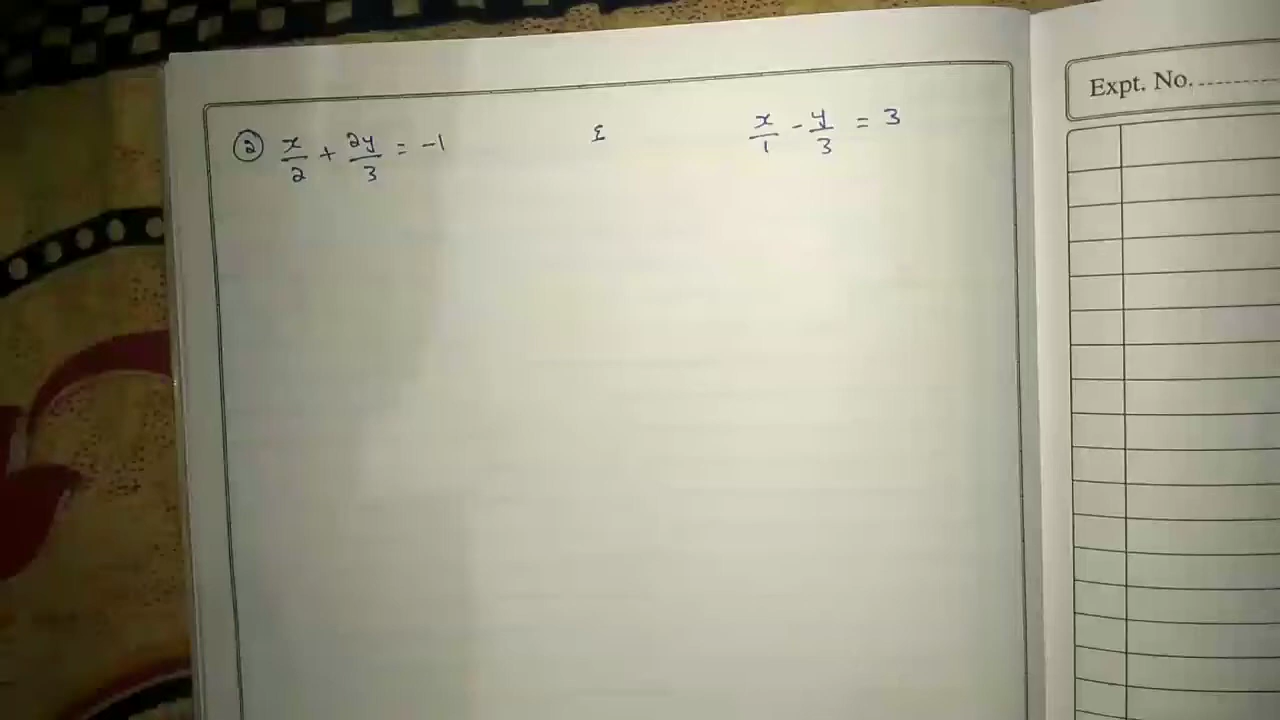 ② x/2 + 2y/3 = -1 & x/1 - y/3 = 3
Expt. No.